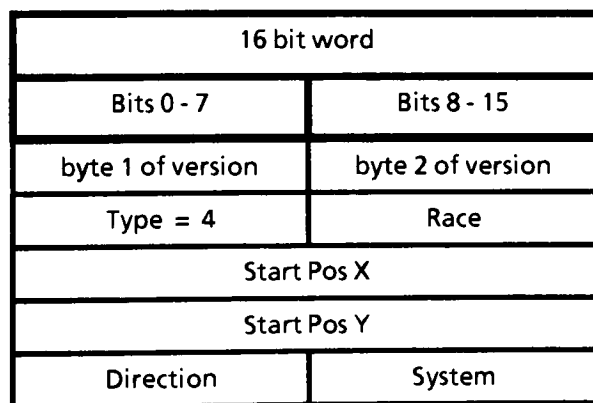 16 bit word
Bits 0 - 7 Bits 8 - 15
byte 1 of version byte 2 of version
Type = 4 Race
Start Pos X
Start Pos Y
Direction System